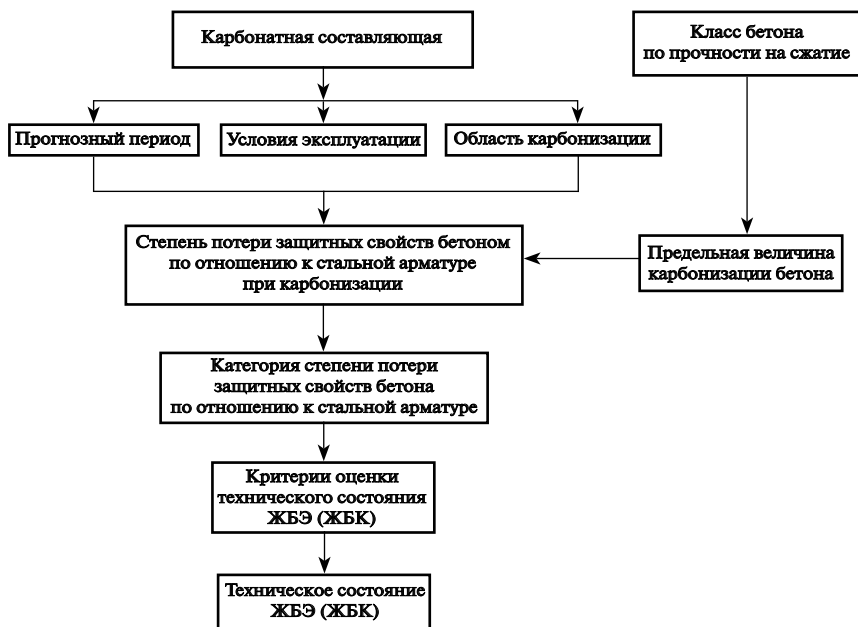 Карбонатная составляющая
Класс бетона
по прочности на сжатие
Прогнозный период
Условия эксплуатации
Область карбонизации
Степень потери защитных свойств бетоном
по отношению к стальной арматуре
при карбонизации
Предельная величина
карбонизации бетона
Категория степени потери
защитных свойств бетона
по отношению к стальной арматуре
Критерии оценки
технического состояния
ЖБЭ (ЖБК)
Техническое состояние
ЖБЭ (ЖБК)